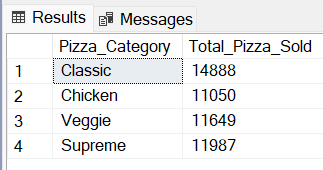 Results Messages
Pizza_Category Total_Pizza_Sold
1 Classic 14888
2 Chicken 11050
3 Veggie 11649
4 Supreme 11987